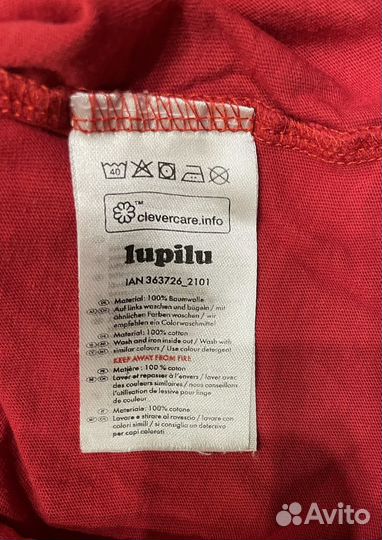 40
clevercare.info
lupilu
IAN 363726_2101
Material: 100% Baumwolle
Auf links waschen und bügeln / mit
ähnlichen Farben waschen / wir
empfehlen ein Colorwaschmittel
Material: 100% cotton
Wash and iron inside out / Wash with
similar colours / Use colour detergent
KEEP AWAY FROM FIRE
Matière: 100 % coton
Laver et repasser à l'envers / laver avec
des couleurs similaires / nous conseillons
l'utilisation de lessive pour linge
de couleur
Materiale: 100% cotone
Lavare e stirare al rovescio / lavare con
colori simili / si consiglia un detersivo
per capi colorati
Avito